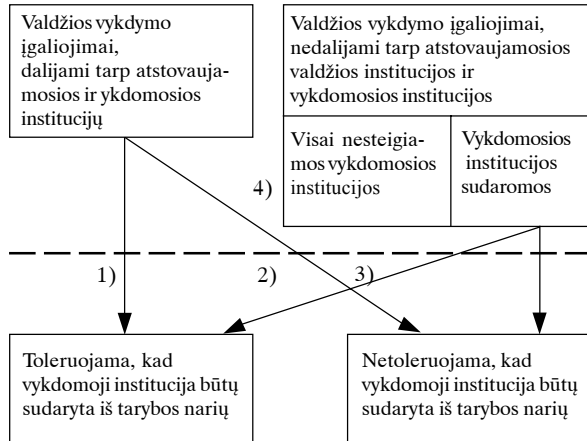 Valdžios vykdymo
įgaliojimai,
dalijami tarp atstovauja-
mosios ir ykdomosios
institucijų
Valdžios vykdymo įgaliojimai,
nedalijami tarp atstovaujamosios
valdžios institucijos ir
vykdomosios institucijos
Visai nesteigia-
mos vykdomosios
institucijos
Vykdomosios
institucijos
sudaromos
4)
1)
2)
3)
Toleruojama, kad
vykdomoji institucija būtų
sudaryta iš tarybos narių
Netoleruojama, kad
vykdomoji institucija būtų
sudaryta iš tarybos narių